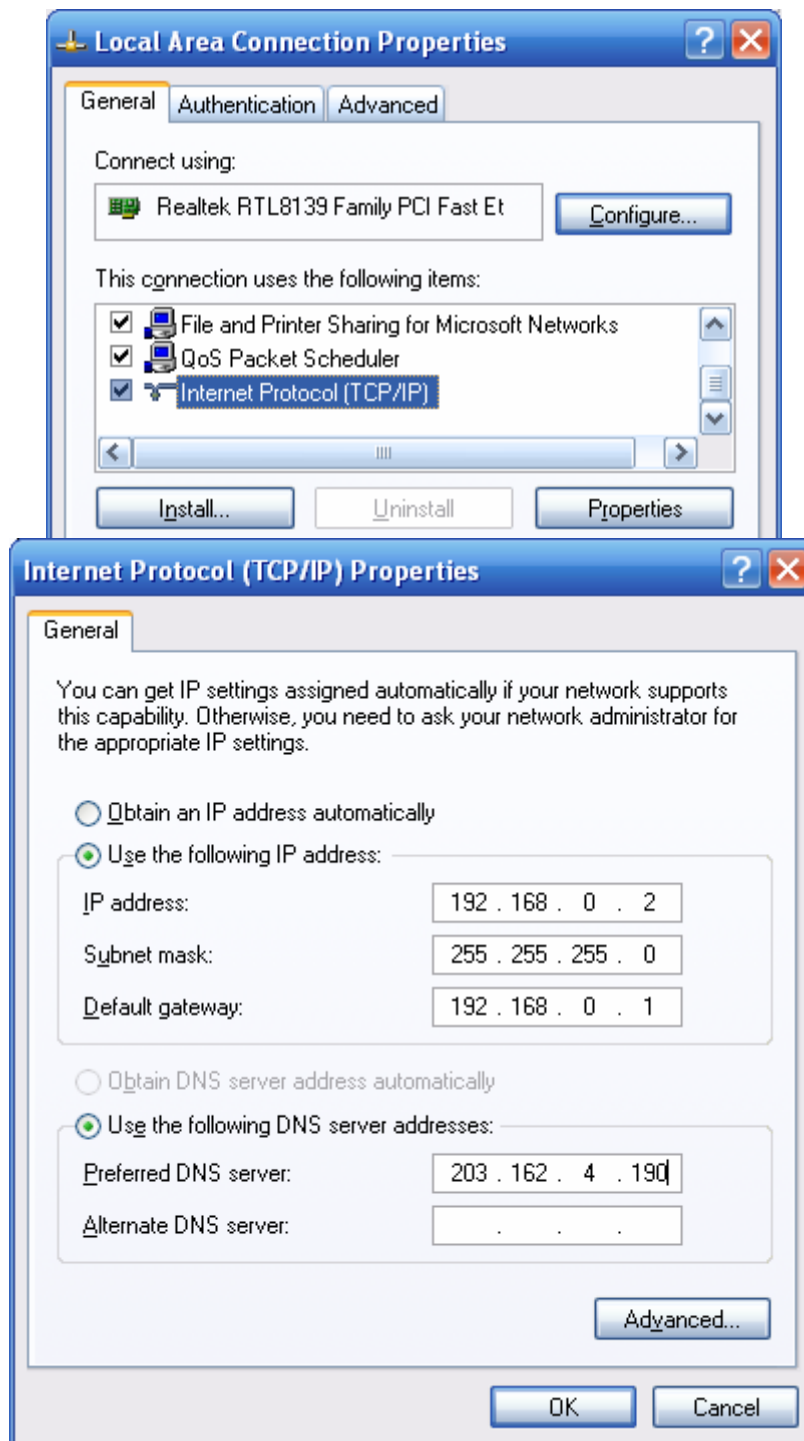 Local Area Connection Properties
General Authentication Advanced
Connect using:
Realtek RTL8139 Family PCI Fast Et
Configure...
This connection uses the following items:
File and Printer Sharing for Microsoft Networks
QoS Packet Scheduler
Internet Protocol (TCP/IP)
Install... Uninstall Properties
Internet Protocol (TCP/IP) Properties
General
You can get IP settings assigned automatically if your network supports
this capability. Otherwise, you need to ask your network administrator for
the appropriate IP settings.
Obtain an IP address automatically
Use the following IP address:
IP address: 192 . 168 . 0 . 2
Subnet mask: 255 . 255 . 255 . 0
Default gateway: 192 . 168 . 0 . 1
Obtain DNS server address automatically
Use the following DNS server addresses:
Preferred DNS server: 203 . 162 . 4 . 190
Alternate DNS server: . . .
Advanced...
OK Cancel